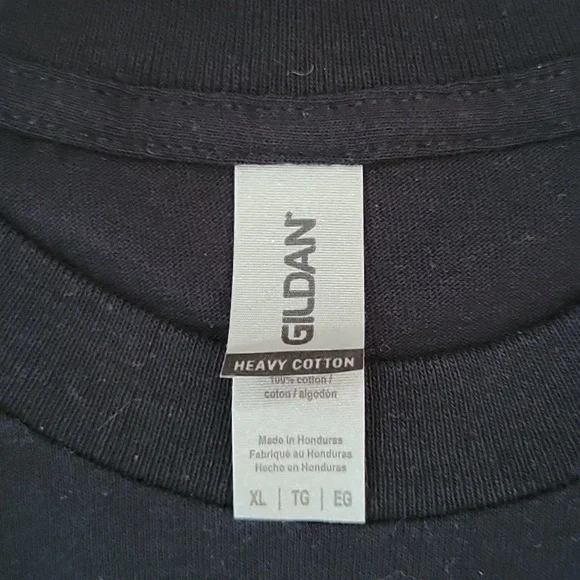 GILDAN®
HEAVY COTTON
100% cotton /
coton / algodón
Made in Honduras
Fabriqué au Honduras
Hecho en Honduras
XL | TG | EG